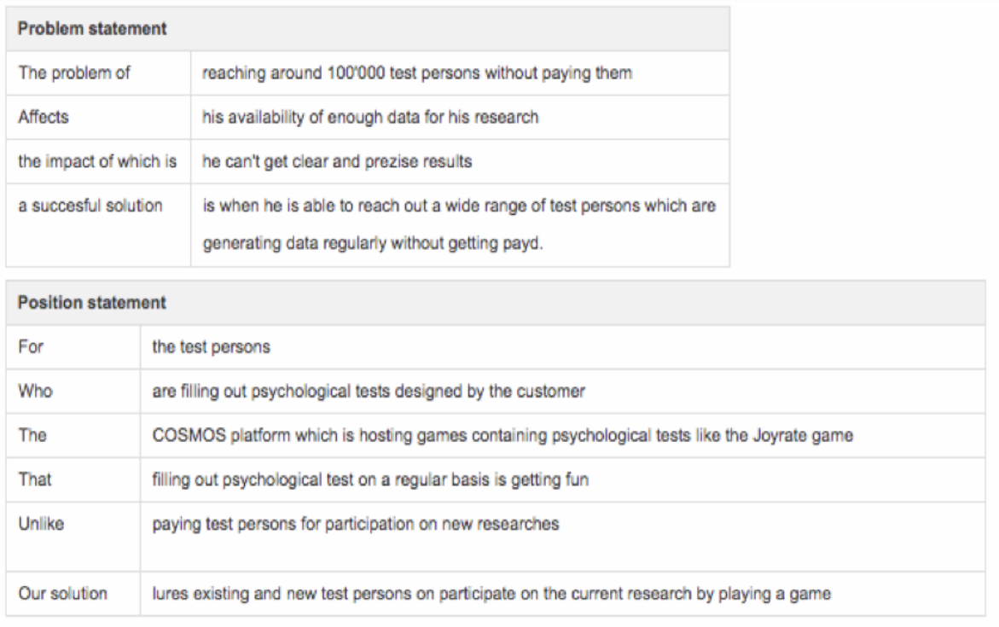 Problem statement
The problem of reaching around 100'000 test persons without paying them
Affects his availability of enough data for his research
the impact of which is he can't get clear and prezise results
a succesful solution is when he is able to reach out a wide range of test persons which are
generating data regularly without getting payd.
Position statement
For the test persons
Who are filling out psychological tests designed by the customer
The COSMOS platform which is hosting games containing psychological tests like the Joyrate game
That filling out psychological test on a regular basis is getting fun
Unlike paying test persons for participation on new researches
Our solution lures existing and new test persons on participate on the current research by playing a game